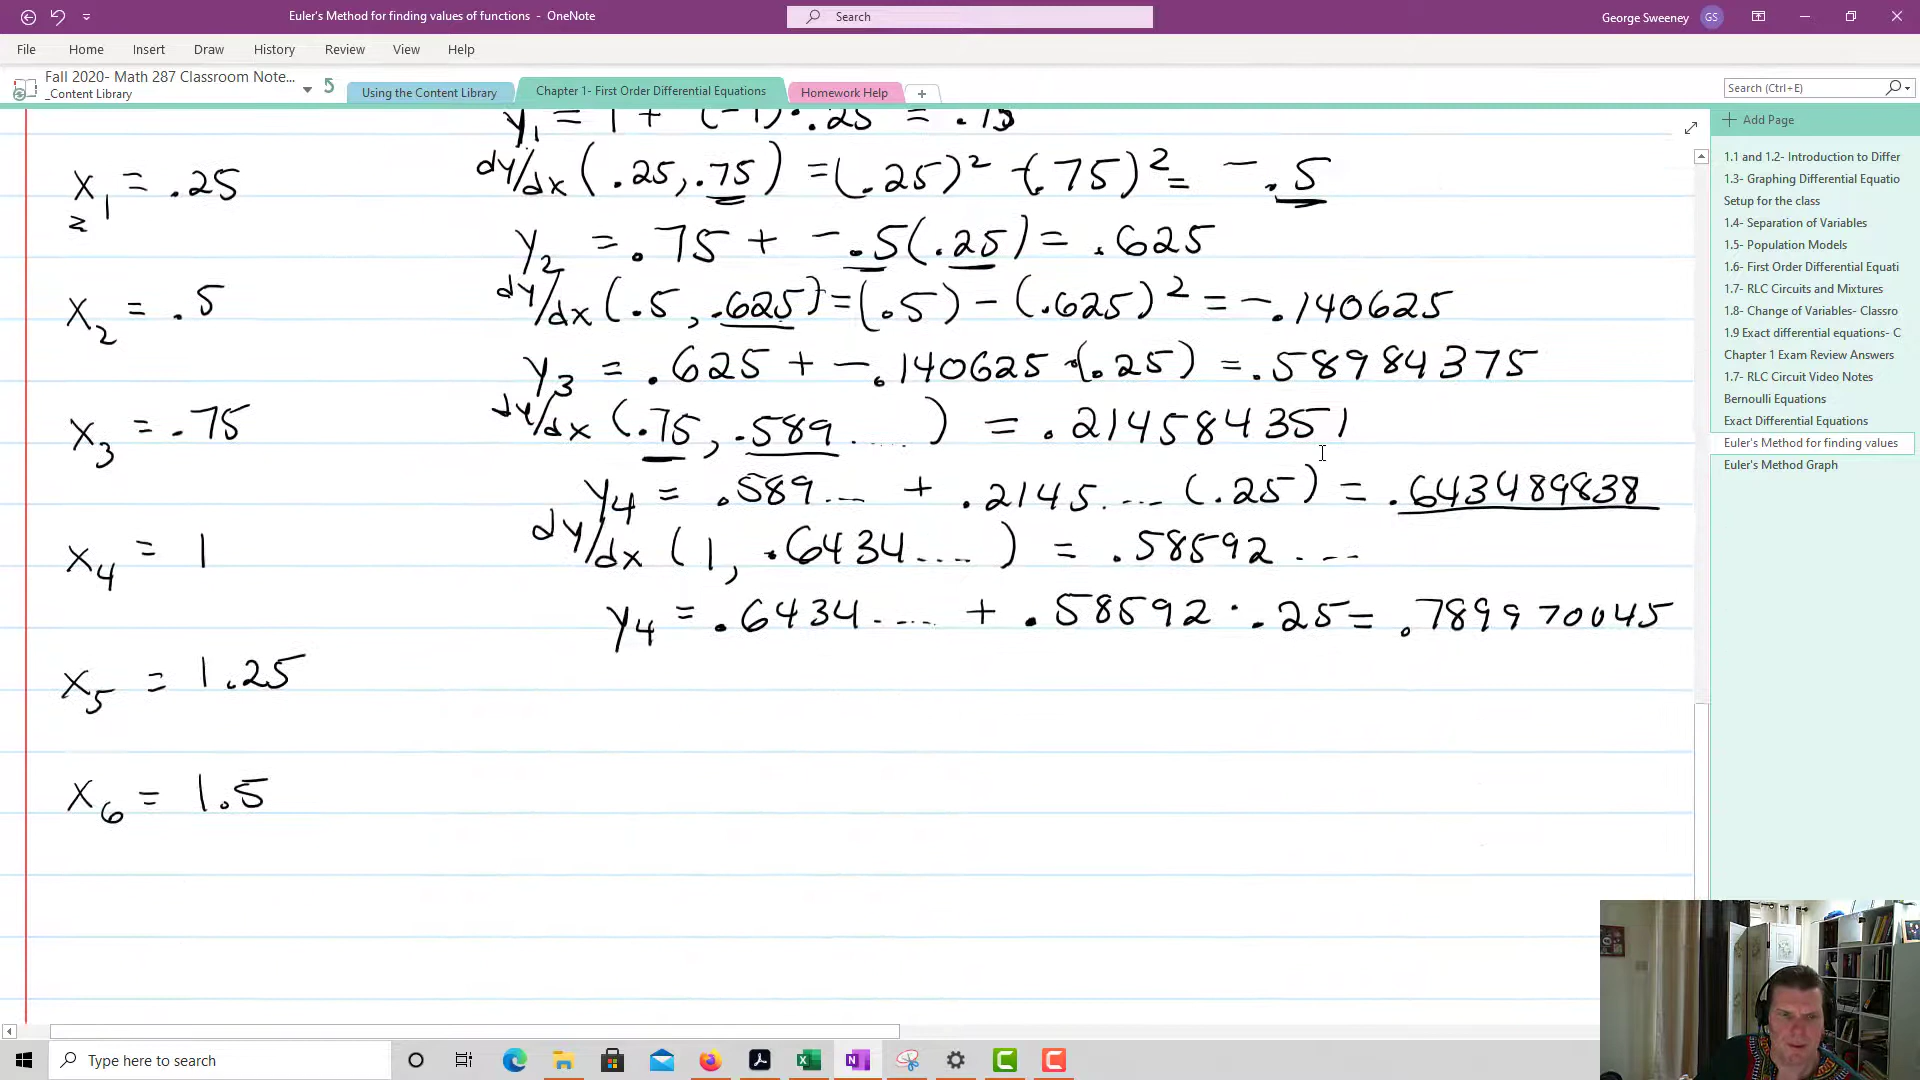 Euler's Method for finding values of functions - OneNote
Search
George Sweeney GS
File Home Insert Draw History Review View Help
Fall 2020- Math 287 Classroom Note...
_Content Library
Using the Content Library
Chapter 1- First Order Differential Equations
Homework Help
+
Search (Ctrl+E)
Add Page
1.1 and 1.2- Introduction to Differ
1.3- Graphing Differential Equatio
Setup for the class
1.4- Separation of Variables
1.5- Population Models
1.6- First Order Differential Equati
1.7- RLC Circuits and Mixtures
1.8- Change of Variables- Classro
1.9 Exact differential equations- C
Chapter 1 Exam Review Answers
1.7- RLC Circuit Video Notes
Bernoulli Equations
Exact Differential Equations
Euler's Method for finding values
Euler's Method Graph
x1 = .25
x2 = .5
x3 = .75
x4 = 1
x5 = 1.25
x6 = 1.5
y1 = 1 + (-1)·.25 =
dy/dx (.25, .75) = (.25)² - (.75)² = -.5
y2 = .75 + -.5(.25) = .625
dy/dx (.5, .625) = (.5) - (.625)² = -.140625
y3 = .625 + -.140625 ·(.25) = .58984375
dy/dx (.75, .589.....) = .2145843551
y4 = .589... + .2145.... (.25) = .643489838
dy/dx (1, .6434....) = .58592 ...
y4 = .6434.... + .58592 · .25 = .789970045
Type here to search